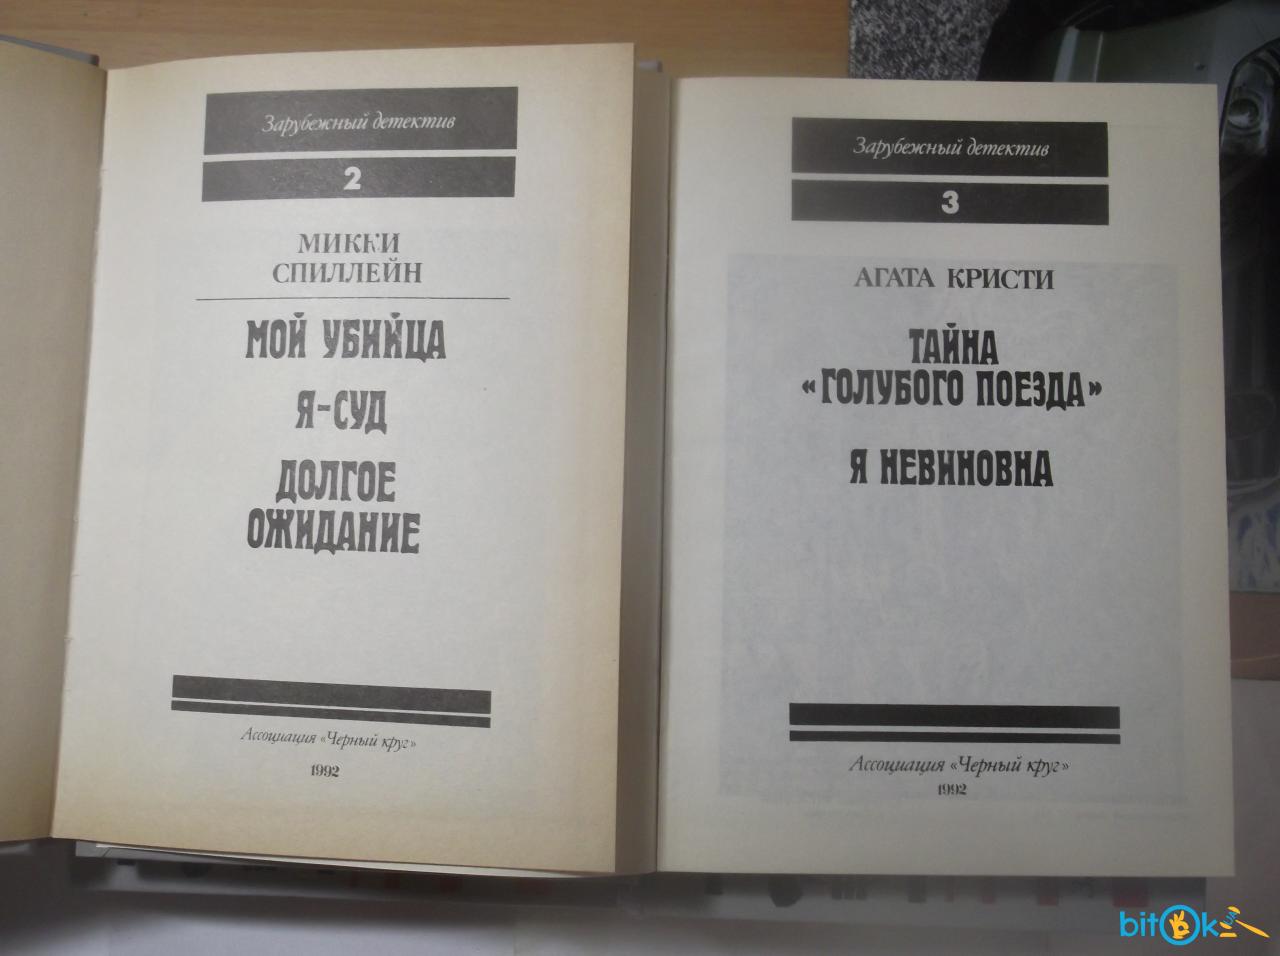 Зарубежный детектив
2
МИККИ
СПИЛЛЕЙН
МОЙ УБИЙЦА
Я-СУД
ДОЛГОЕ
ОЖИДАНИЕ
Ассоциация «Черный круг»
1992
Зарубежный детектив
3
АГАТА КРИСТИ
ТАЙНА
«ГОЛУБОГО ПОЕЗДА»
Я НЕВИНОВНА
Ассоциация «Черный круг»
1992
bitOk UA